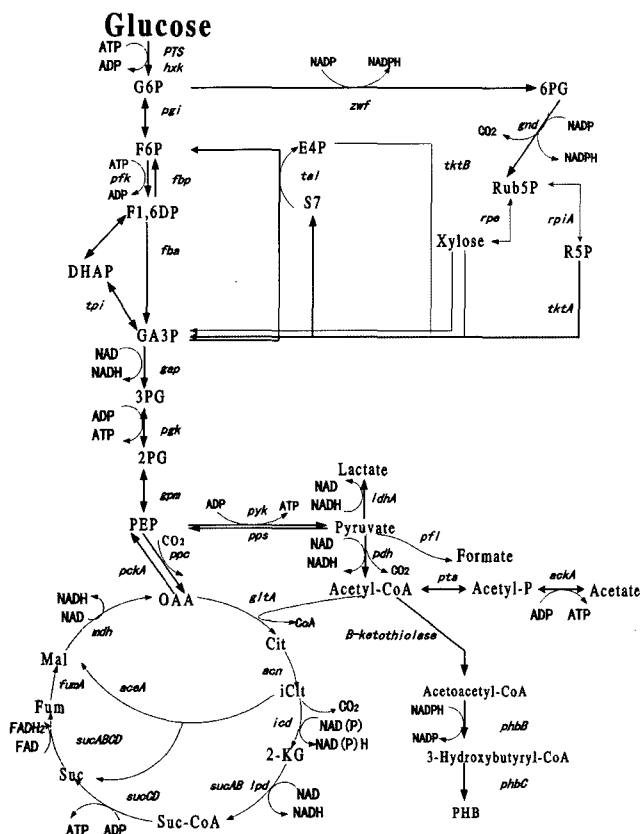 Glucose
ATP
ADP
PTS
hxk
G6P
NADP
NADPH
zwf
6PG
pgi
CO2
gnd
NADP
NADPH
F6P
E4P
tktB
ATP
pfk
ADP
fbp
tal
Rub5P
S7
rpe
rpiA
F1,6DP
fba
Xylose
R5P
DHAP
tpi
tktA
GA3P
NAD
NADH
gap
3PG
ADP
ATP
pgk
2PG
gpm
Lactate
NAD
NADH
ldhA
ADP
pyk
ATP
PEP
pps
Pyruvate
pfl
CO2
ppc
NAD
NADH
pdh
CO2
Formate
pckA
OAA
gltA
Acetyl-CoA
pta
Acetyl-P
ackA
Acetate
ADP
ATP
NADH
NAD
mdh
CoA
Cit
B-ketothiolase
Mal
acn
fumA
aceA
iCit
Acetoacetyl-CoA
Fum
CO2
icd
NAD(P)
NAD(P)H
NADPH
NADP
phbB
FADH2
FAD
sucABCD
2-KG
3-Hydroxybutyryl-CoA
Suc
sucCD
sucAB lpd
NAD
NADH
phbC
ATP
ADP
Suc-CoA
PHB